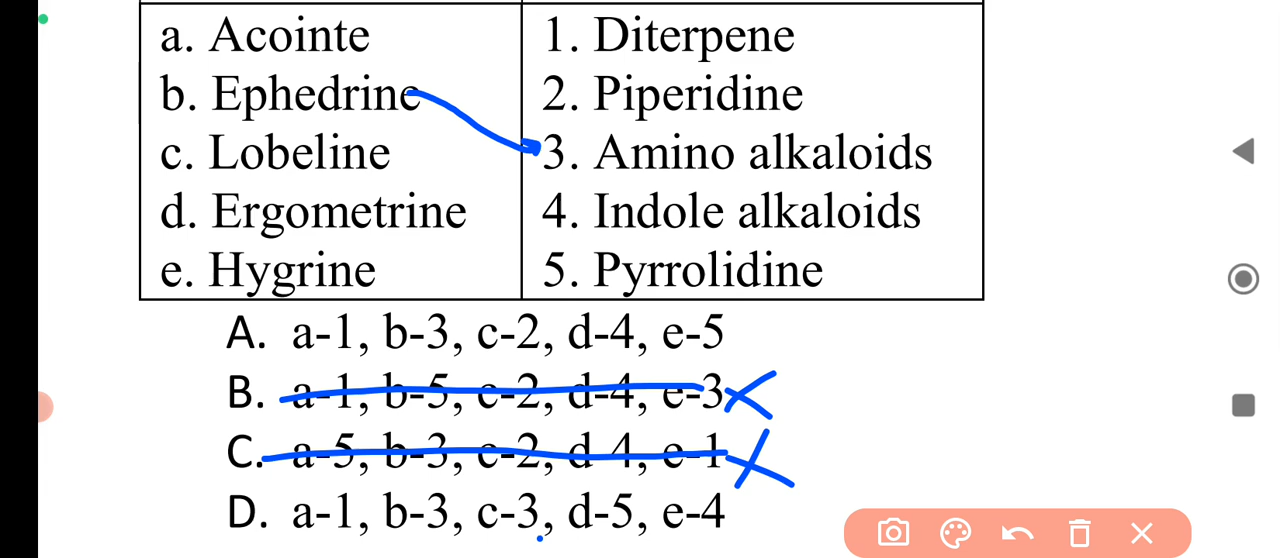 a. Acointe 1. Diterpene
b. Ephedrine 2. Piperidine
c. Lobeline 3. Amino alkaloids
d. Ergometrine 4. Indole alkaloids
e. Hygrine 5. Pyrrolidine
A. a-1, b-3, c-2, d-4, e-5
B. a-1, b-5, c-2, d-4, e-3
C. a-5, b-3, c-2, d-4, e-1
D. a-1, b-3, c-3, d-5, e-4